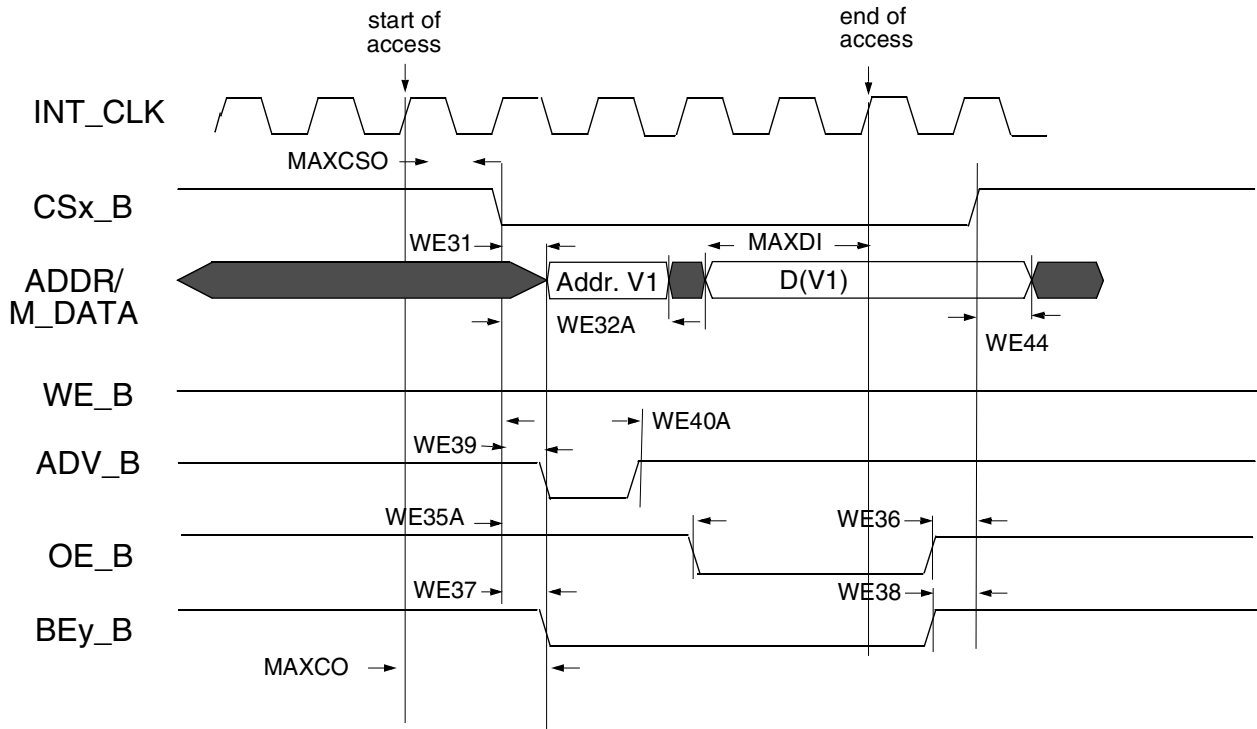 start of
access
end of
access
INT_CLK
MAXCSO
CSx_B
WE31
MAXDI
ADDR/
M_DATA
Addr. V1
D(V1)
WE32A
WE44
WE_B
WE40A
WE39
ADV_B
WE35A
WE36
OE_B
WE37
WE38
BEy_B
MAXCO